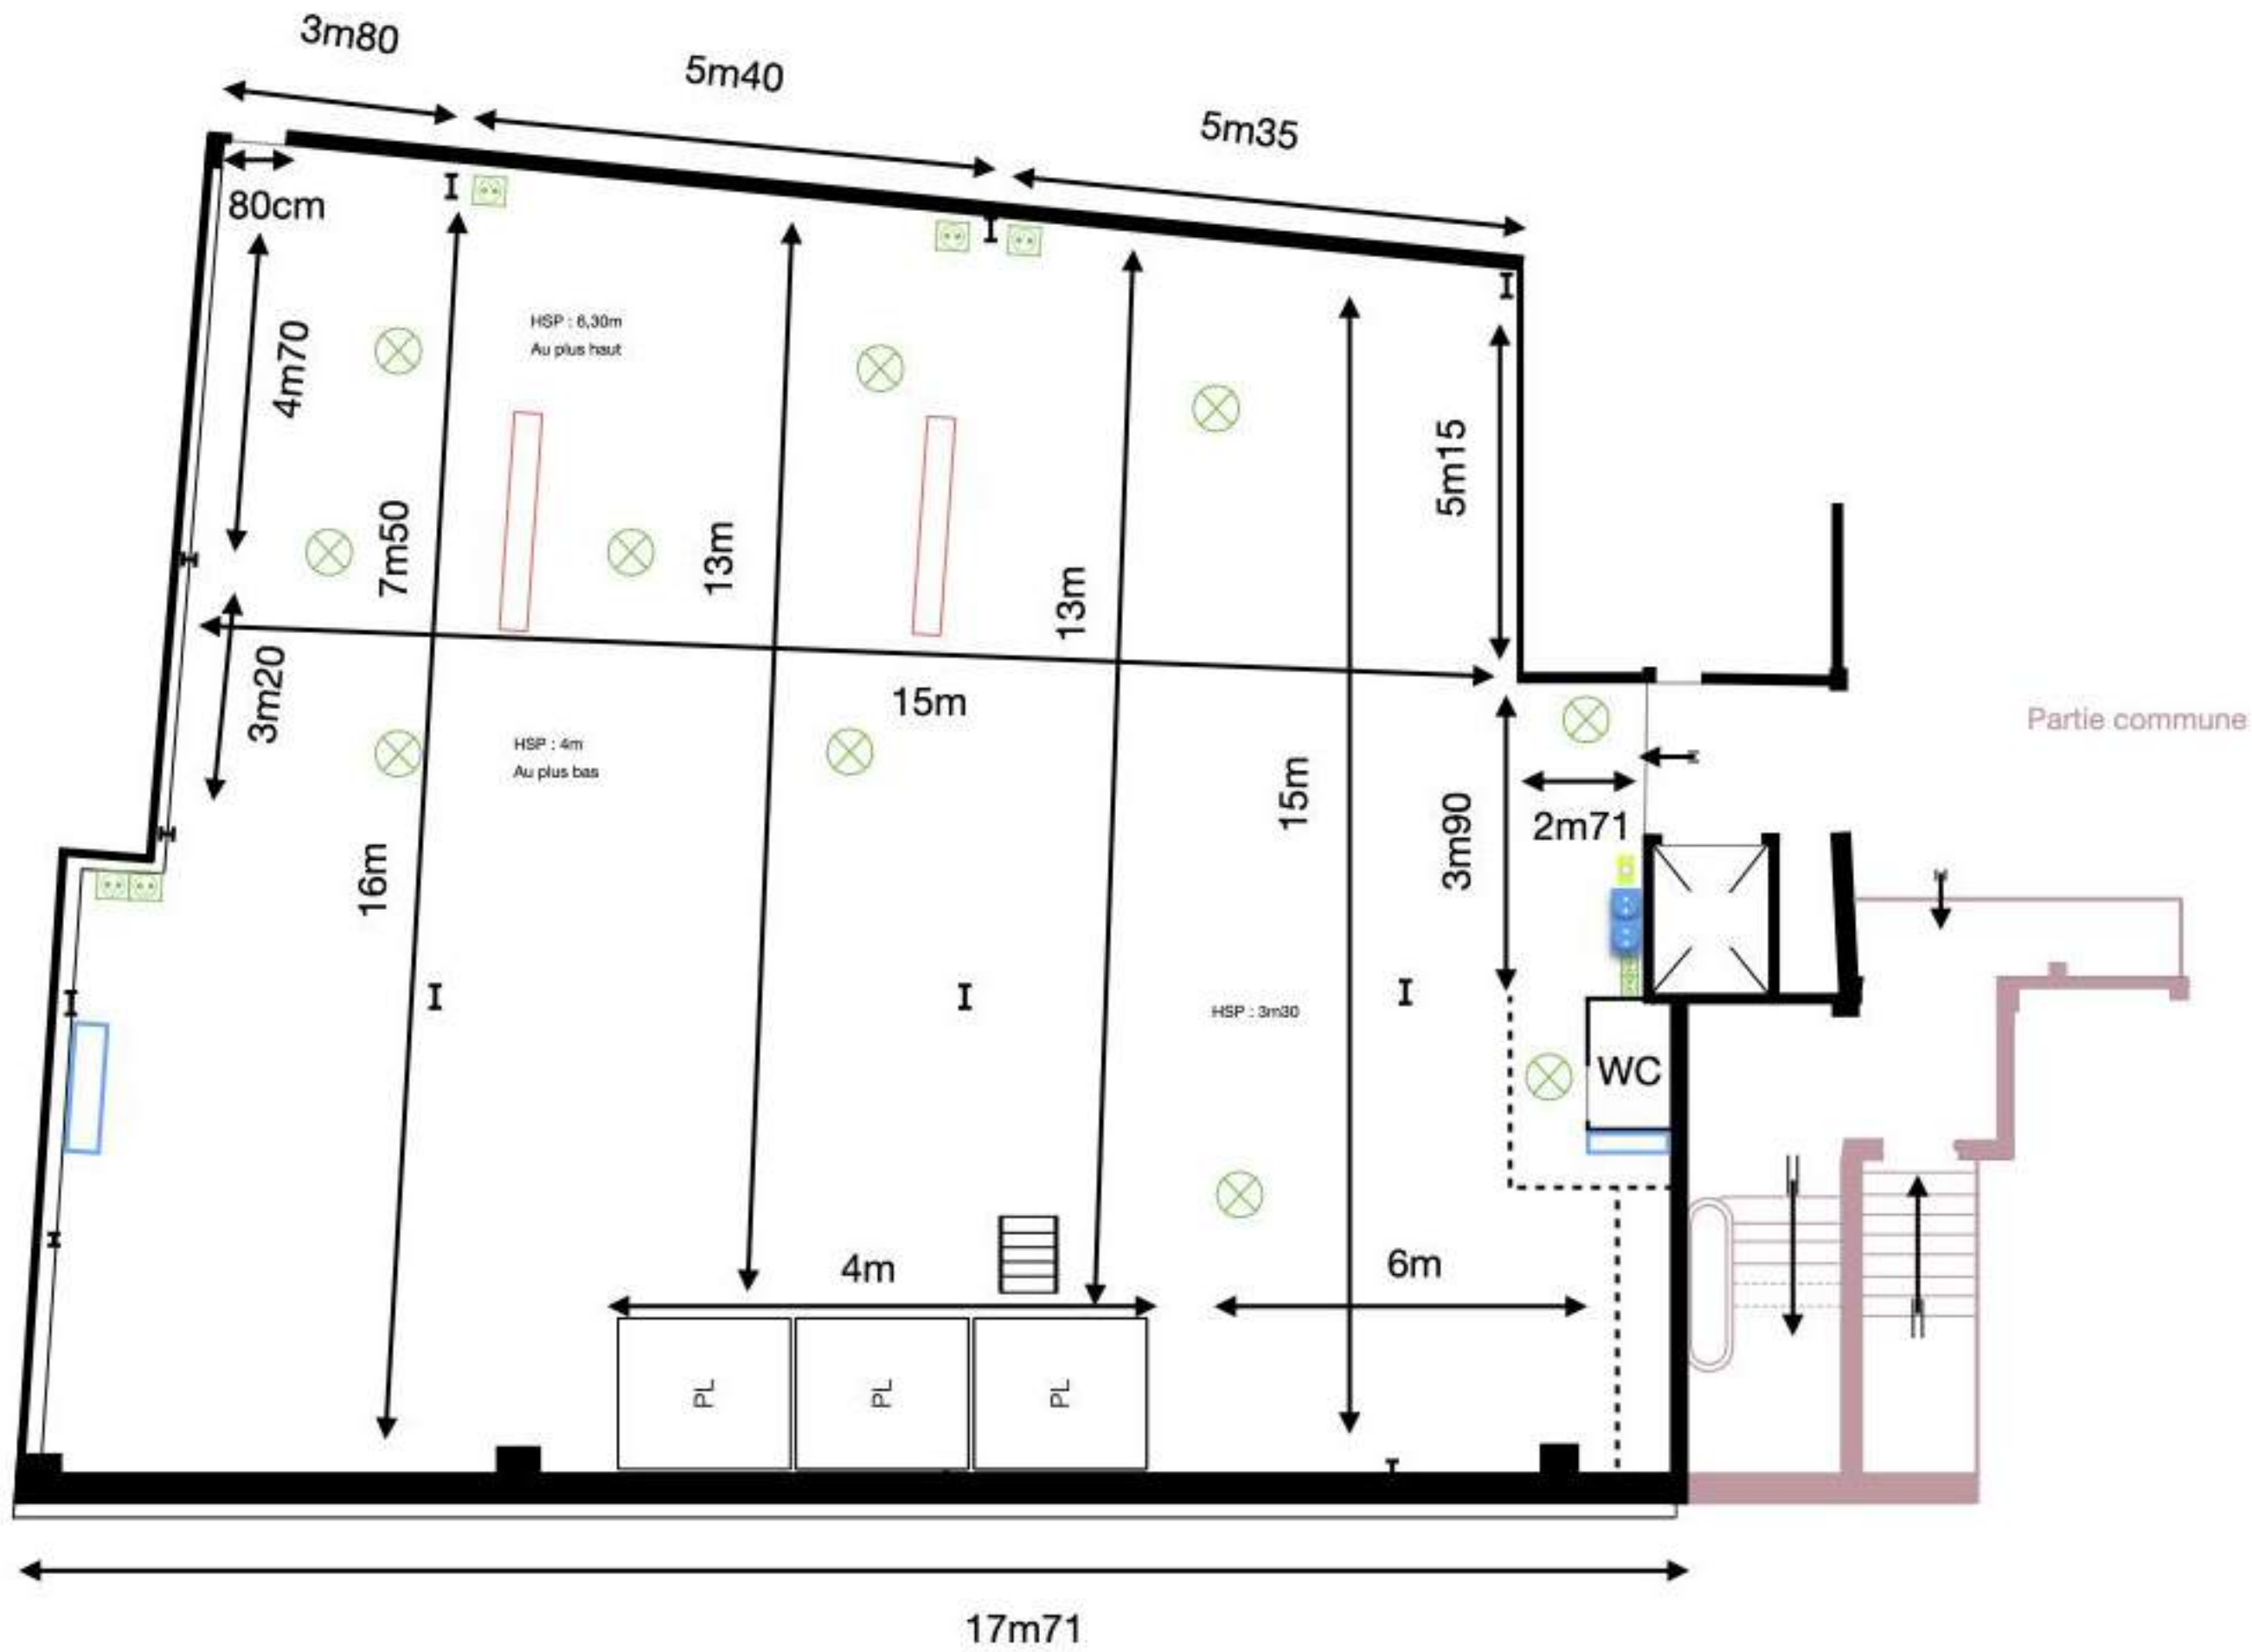 3m80
5m40
5m35
80cm
4m70
HSP : 6,30m
Au plus haut
7m50
13m
13m
5m15
3m20
15m
Partie commune
HSP : 4m
Au plus bas
15m
3m90
2m71
16m
HSP : 3m30
WC
4m
6m
PL
PL
PL
17m71